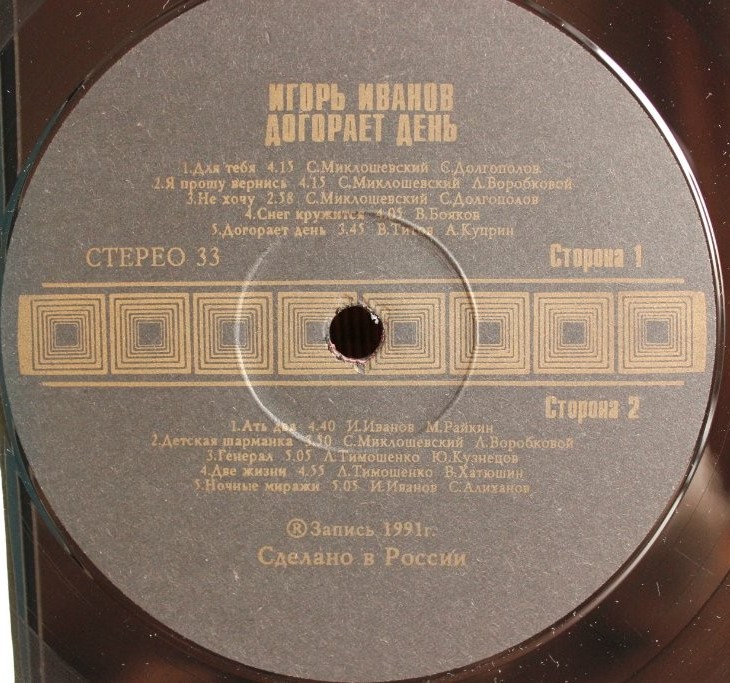 ИГОРЬ ИВАНОВ
ДОГОРАЕТ ДЕНЬ
1.Для тебя 4.15 С.Миклошевский С.Долгополов
2.Я прошу вернись 4.15 С.Миклошевский Л.Воробковой
3.Не хочу 2.58 С.Миклошевский С.Долгополов
4.Снег кружится 4.05 В.Бояков
5.Догорает день 3.45 В.Титов А.Куприн
СТЕРЕО 33 Сторона 1
Сторона 2
1.Ать два 4.40 И.Иванов М.Райкин
2.Детская шарманка 3.50 С.Миклошевский Л.Воробковой
3.Генерал 5.05 Л.Тимошенко Ю.Кузнецов
4.Две жизни 4.55 Л.Тимошенко В.Хатюшин
5.Ночные миражи 5.05 И.Иванов С.Алиханов
®Запись 1991г.
Сделано в России